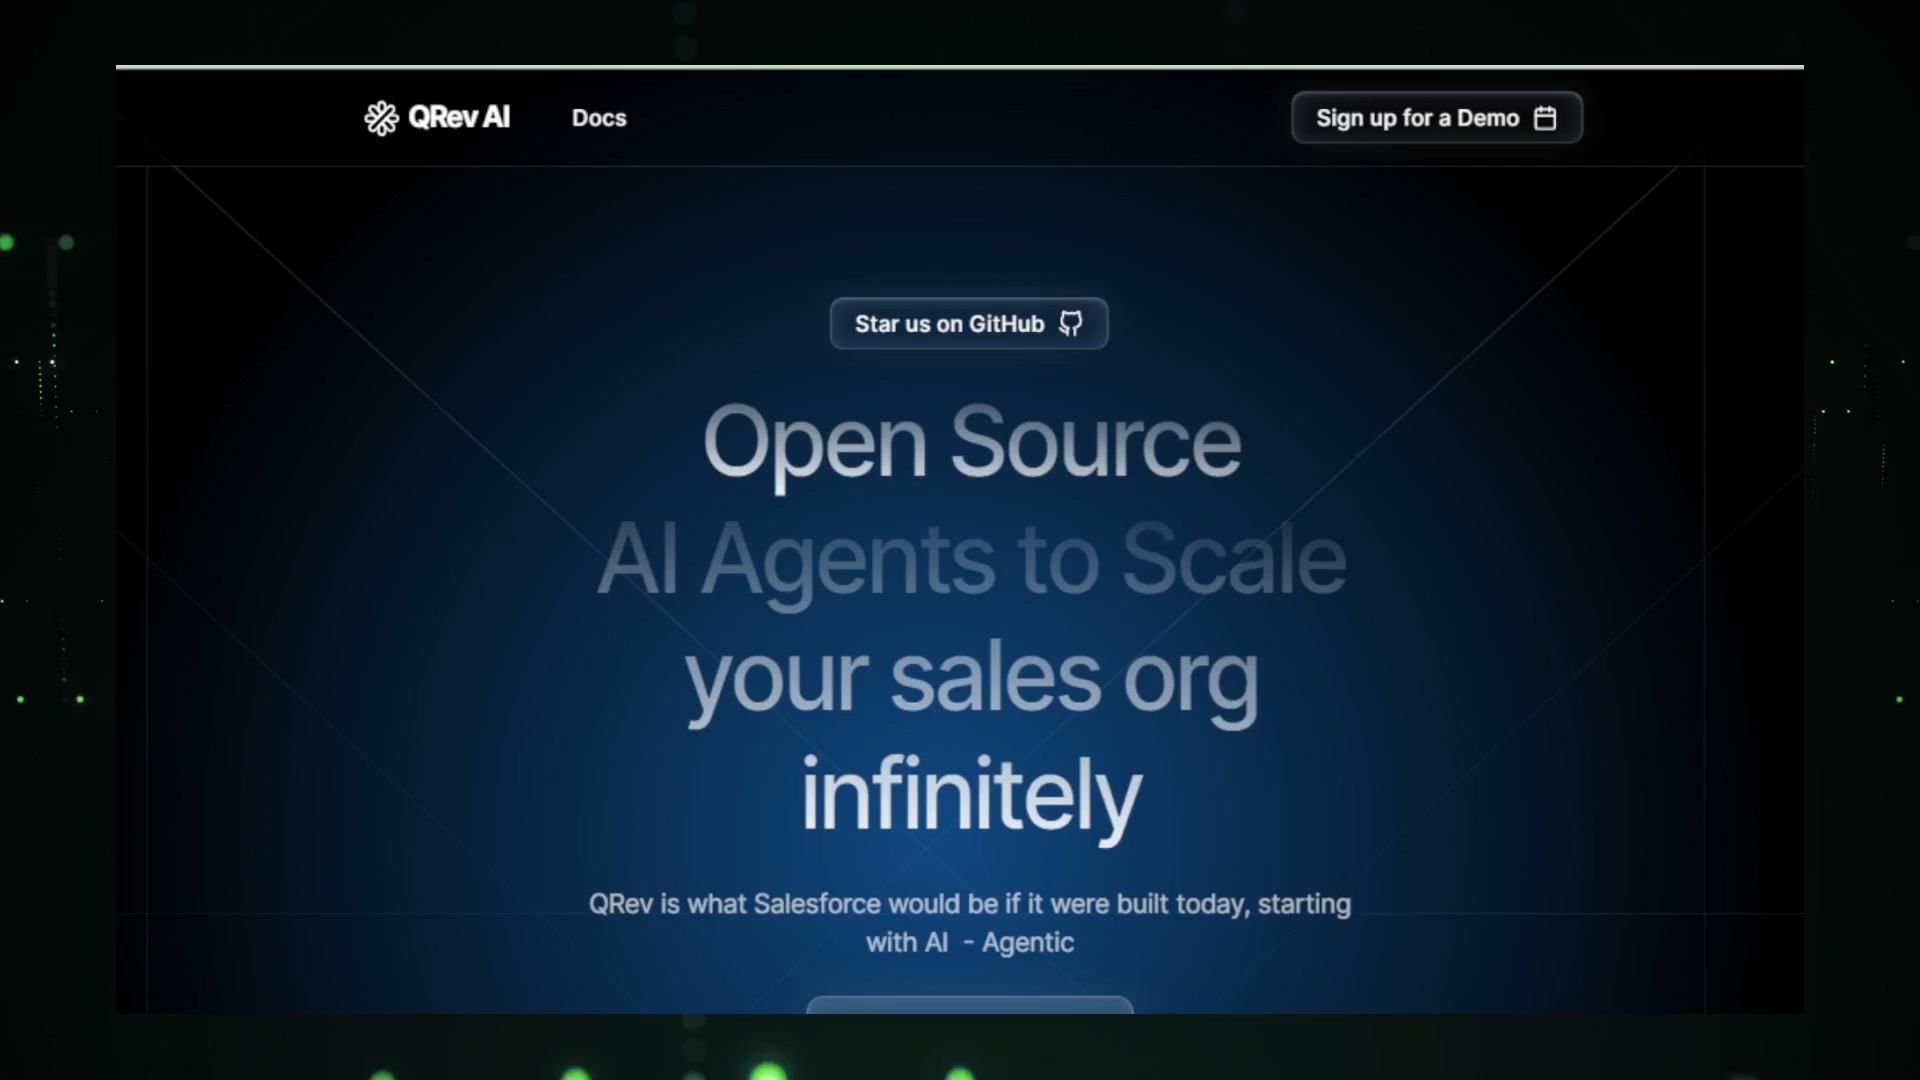 QRev AI
Docs
Sign up for a Demo
Star us on GitHub
Open Source
AI Agents to Scale
your sales org
infinitely
QRev is what Salesforce would be if it were built today, starting
with AI - Agentic